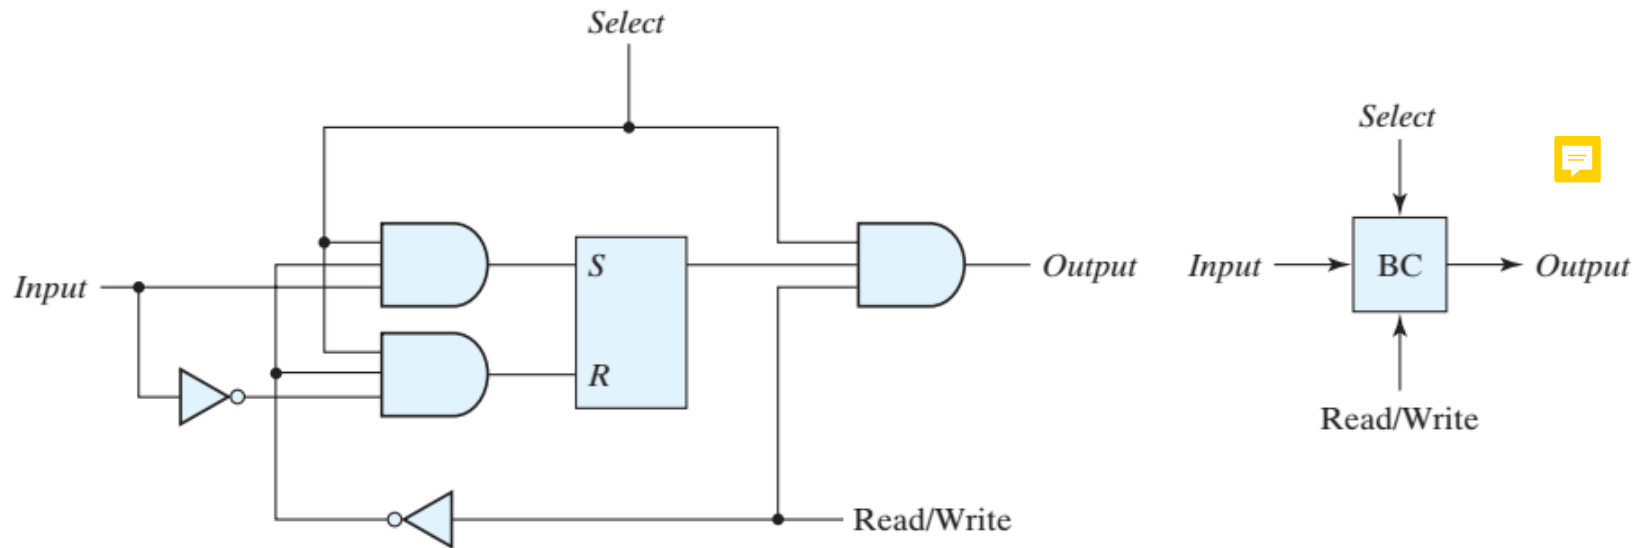 Select
Input
S
R
Output
Read/Write
Select
Input
BC
Output
Read/Write